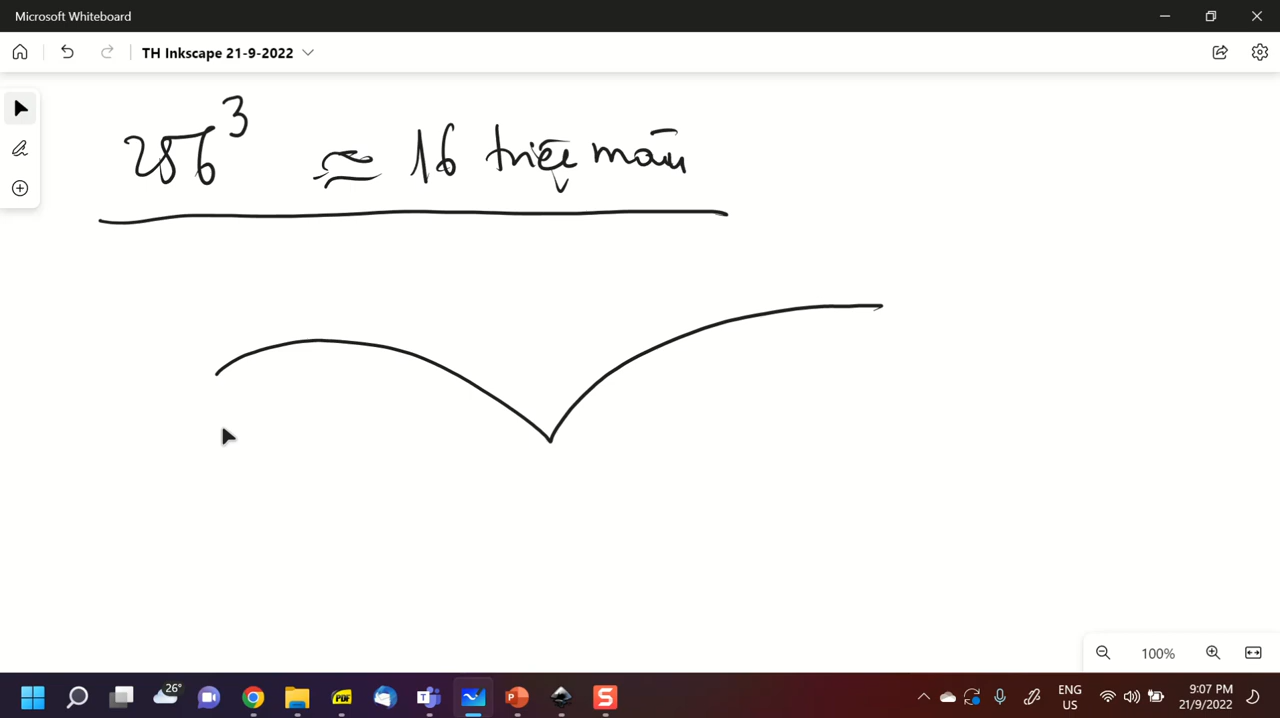 Microsoft Whiteboard
TH Inkscape 21-9-2022
256³ ≈ 16 triệu màu
100%
26°
ENG
US
9:07 PM
21/9/2022